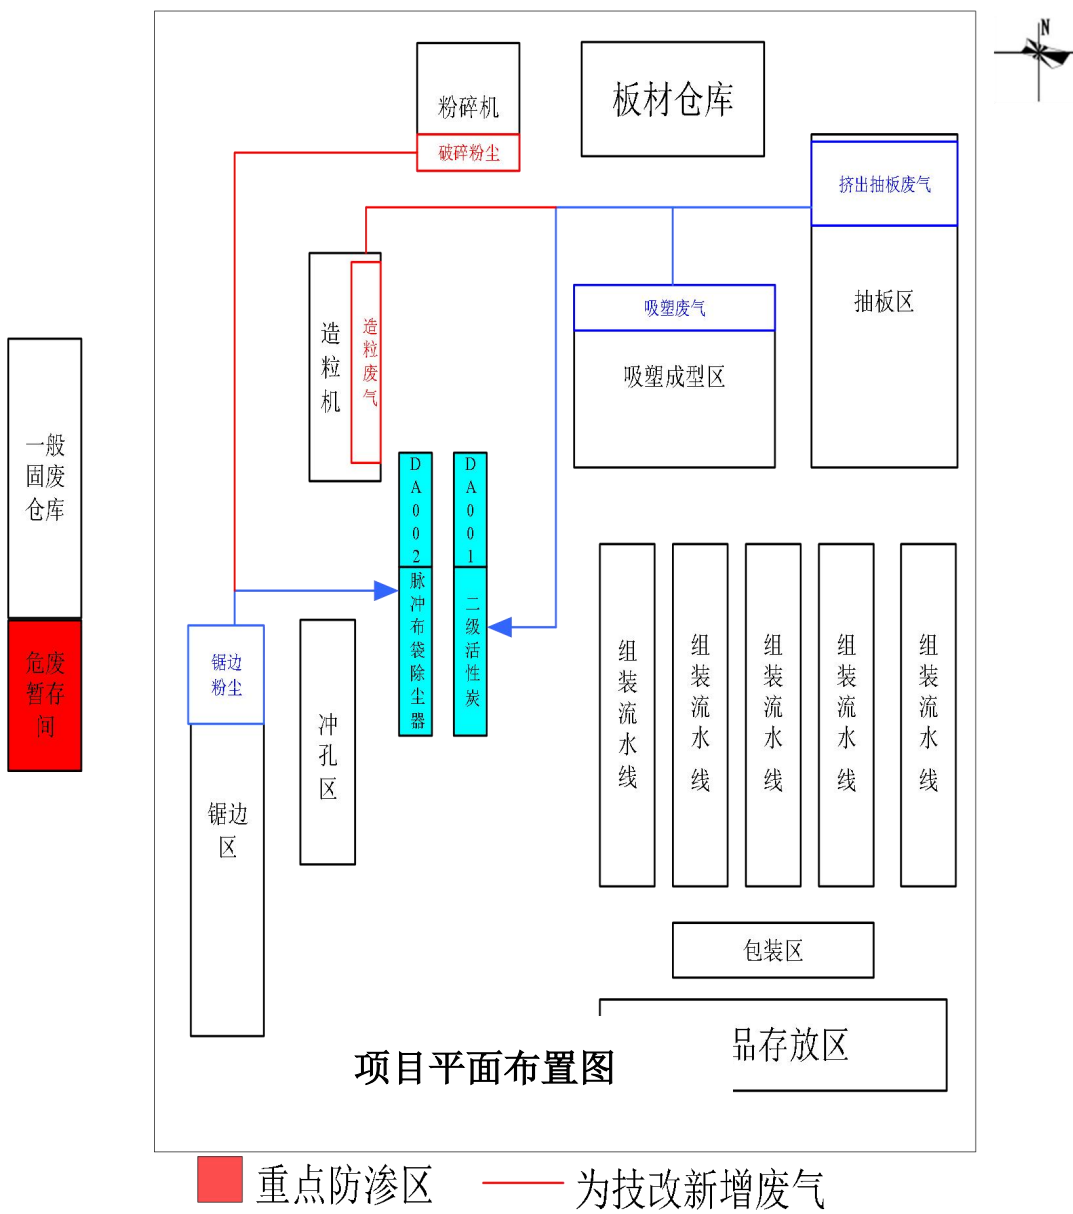 N
粉碎机
板材仓库
破碎粉尘
挤出抽板废气
造粒机
造粒废气
吸塑废气
抽板区
吸塑成型区
一般
固废
仓库
DA002
DA001
脉冲布袋除尘器
二级活性炭
危废
暂存
间
锯边
粉尘
冲孔区
组装流水线
组装流水线
组装流水线
组装流水线
组装流水线
锯边
区
包装区
品存放区
项目平面布置图
重点防渗区
为技改新增废气